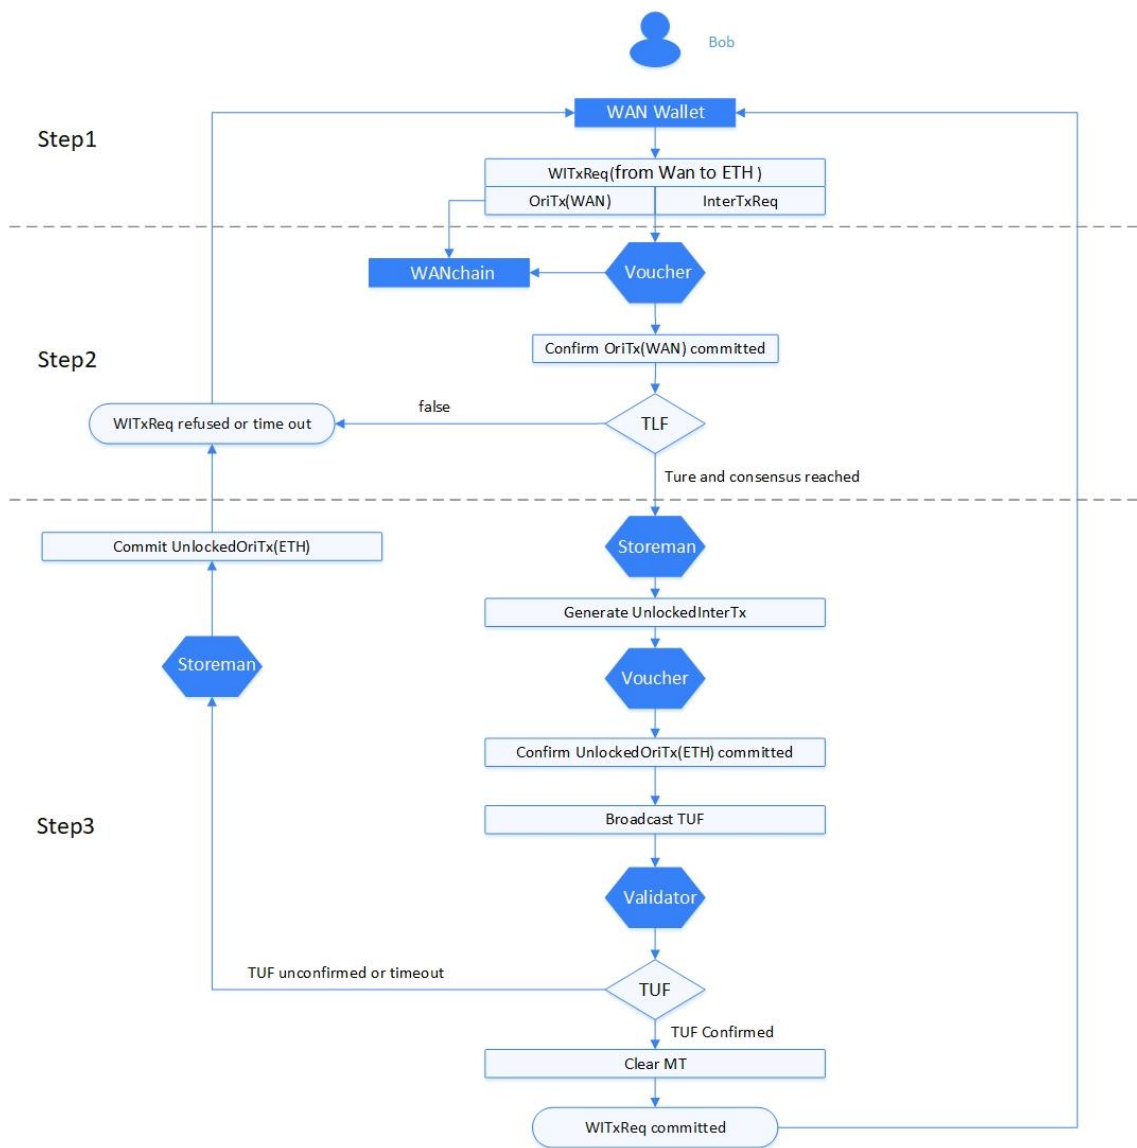 Bob
WAN Wallet
Step1
WITxReq(from Wan to ETH )
OriTx(WAN)
InterTxReq
WANchain
Voucher
Confirm OriTx(WAN) committed
Step2
false
WITxReq refused or time out
TLF
Ture and consensus reached
Commit UnlockedOriTx(ETH)
Storeman
Generate UnlockedInterTx
Storeman
Voucher
Confirm UnlockedOriTx(ETH) committed
Broadcast TUF
Step3
Validator
TUF unconfirmed or timeout
TUF
TUF Confirmed
Clear MT
WITxReq committed